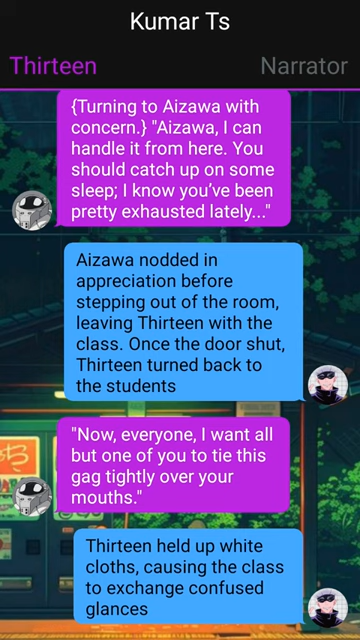 Kumar Ts
Thirteen
Narrator
{Turning to Aizawa with
concern.} "Aizawa, I can
handle it from here. You
should catch up on some
sleep; I know you’ve been
pretty exhausted lately..."
Aizawa nodded in
appreciation before
stepping out of the room,
leaving Thirteen with the
class. Once the door shut,
Thirteen turned back to
the students
"Now, everyone, I want all
but one of you to tie this
gag tightly over your
mouths."
Thirteen held up white
cloths, causing the class
to exchange confused
glances